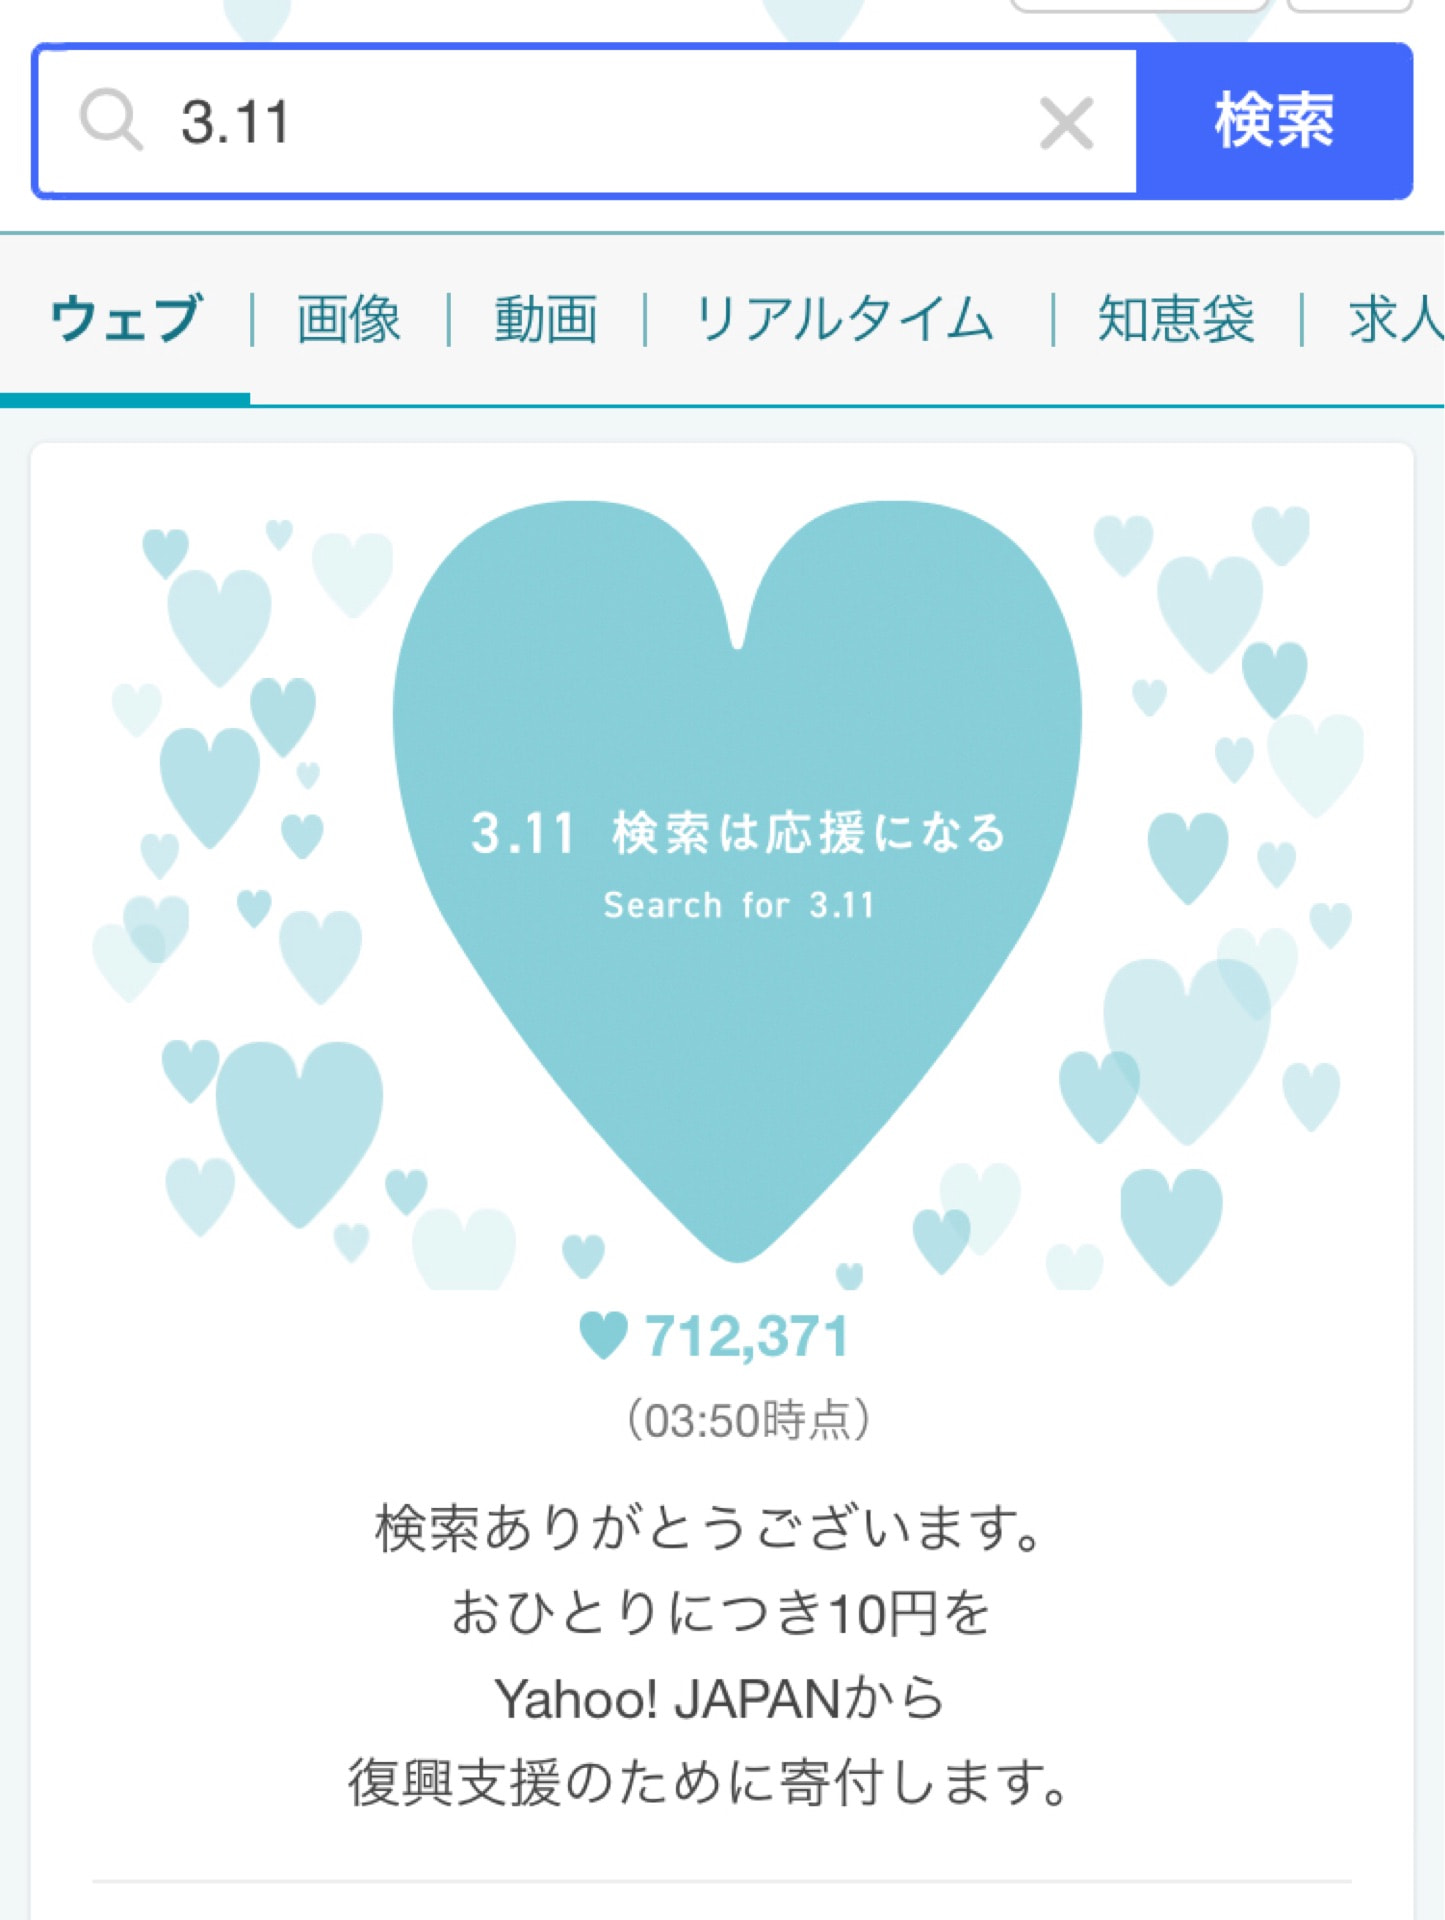 3.11
検索
ウェブ | 画像 | 動画 | リアルタイム | 知恵袋 | 求人
3.11 検索は応援になる
Search for 3.11
712,371
（03:50時点）
検索ありがとうございます。
おひとりにつき10円を
Yahoo! JAPANから
復興支援のために寄付します。